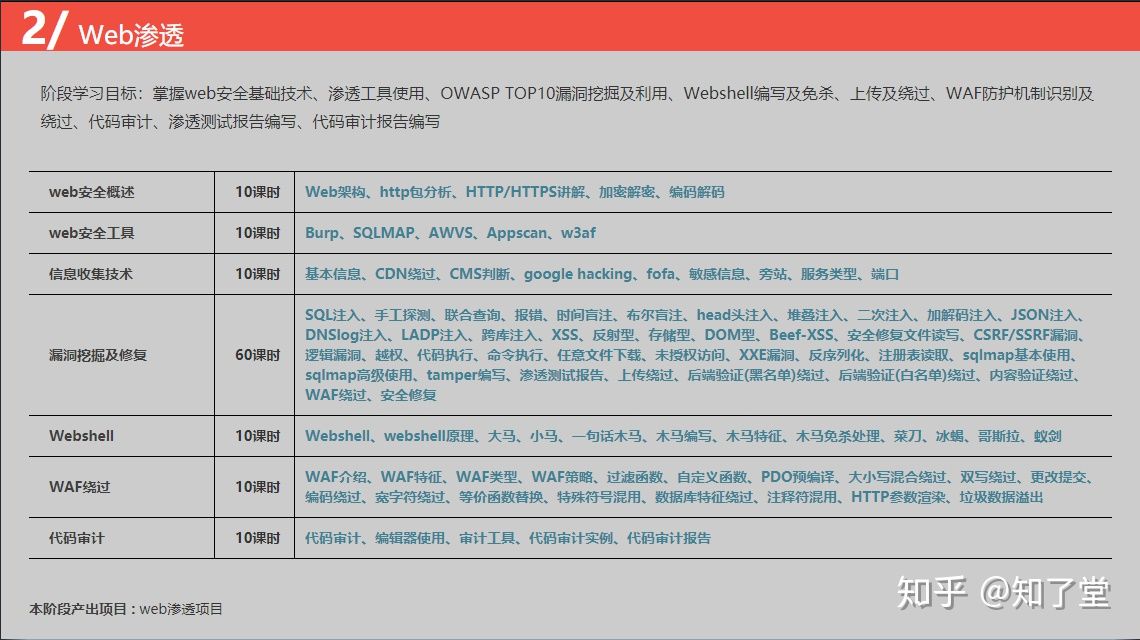 2/ Web渗透
阶段学习目标：掌握web安全基础技术、渗透工具使用、OWASP TOP10漏洞挖掘及利用、Webshell编写及免杀、上传及绕过、WAF防护机制识别及
绕过、代码审计、渗透测试报告编写、代码审计报告编写
web安全概述 10课时 Web架构、http包分析、HTTP/HTTPS讲解、加密解密、编码解码
web安全工具 10课时 Burp、SQLMAP、AWVS、Appscan、w3af
信息收集技术 10课时 基本信息、CDN绕过、CMS判断、google hacking、fofa、敏感信息、旁站、服务类型、端口
SQL注入、手工探测、联合查询、报错、时间盲注、布尔盲注、head头注入、堆叠注入、二次注入、加解码注入、JSON注入、
DNSlog注入、LADP注入、跨库注入、XSS、反射型、存储型、DOM型、Beef-XSS、安全修复文件读写、CSRF/SSRF漏洞、
漏洞挖掘及修复 60课时 逻辑漏洞、越权、代码执行、命令执行、任意文件下载、未授权访问、XXE漏洞、反序列化、注册表读取、sqlmap基本使用、
sqlmap高级使用、tamper编写、渗透测试报告、上传绕过、后端验证(黑名单)绕过、后端验证(白名单)绕过、内容验证绕过、
WAF绕过、安全修复
Webshell 10课时 Webshell、webshell原理、大马、小马、一句话木马、木马编写、木马特征、木马免杀处理、菜刀、冰蝎、哥斯拉、蚁剑
WAF绕过 10课时 WAF介绍、WAF特征、WAF类型、WAF策略、过滤函数、自定义函数、PDO预编译、大小写混合绕过、双写绕过、更改提交、
编码绕过、宽字符绕过、等价函数替换、特殊符号混用、数据库特征绕过、注释符混用、HTTP参数渲染、垃圾数据溢出
代码审计 10课时 代码审计、编辑器使用、审计工具、代码审计实例、代码审计报告
本阶段产出项目：web渗透项目
知乎 @知了堂